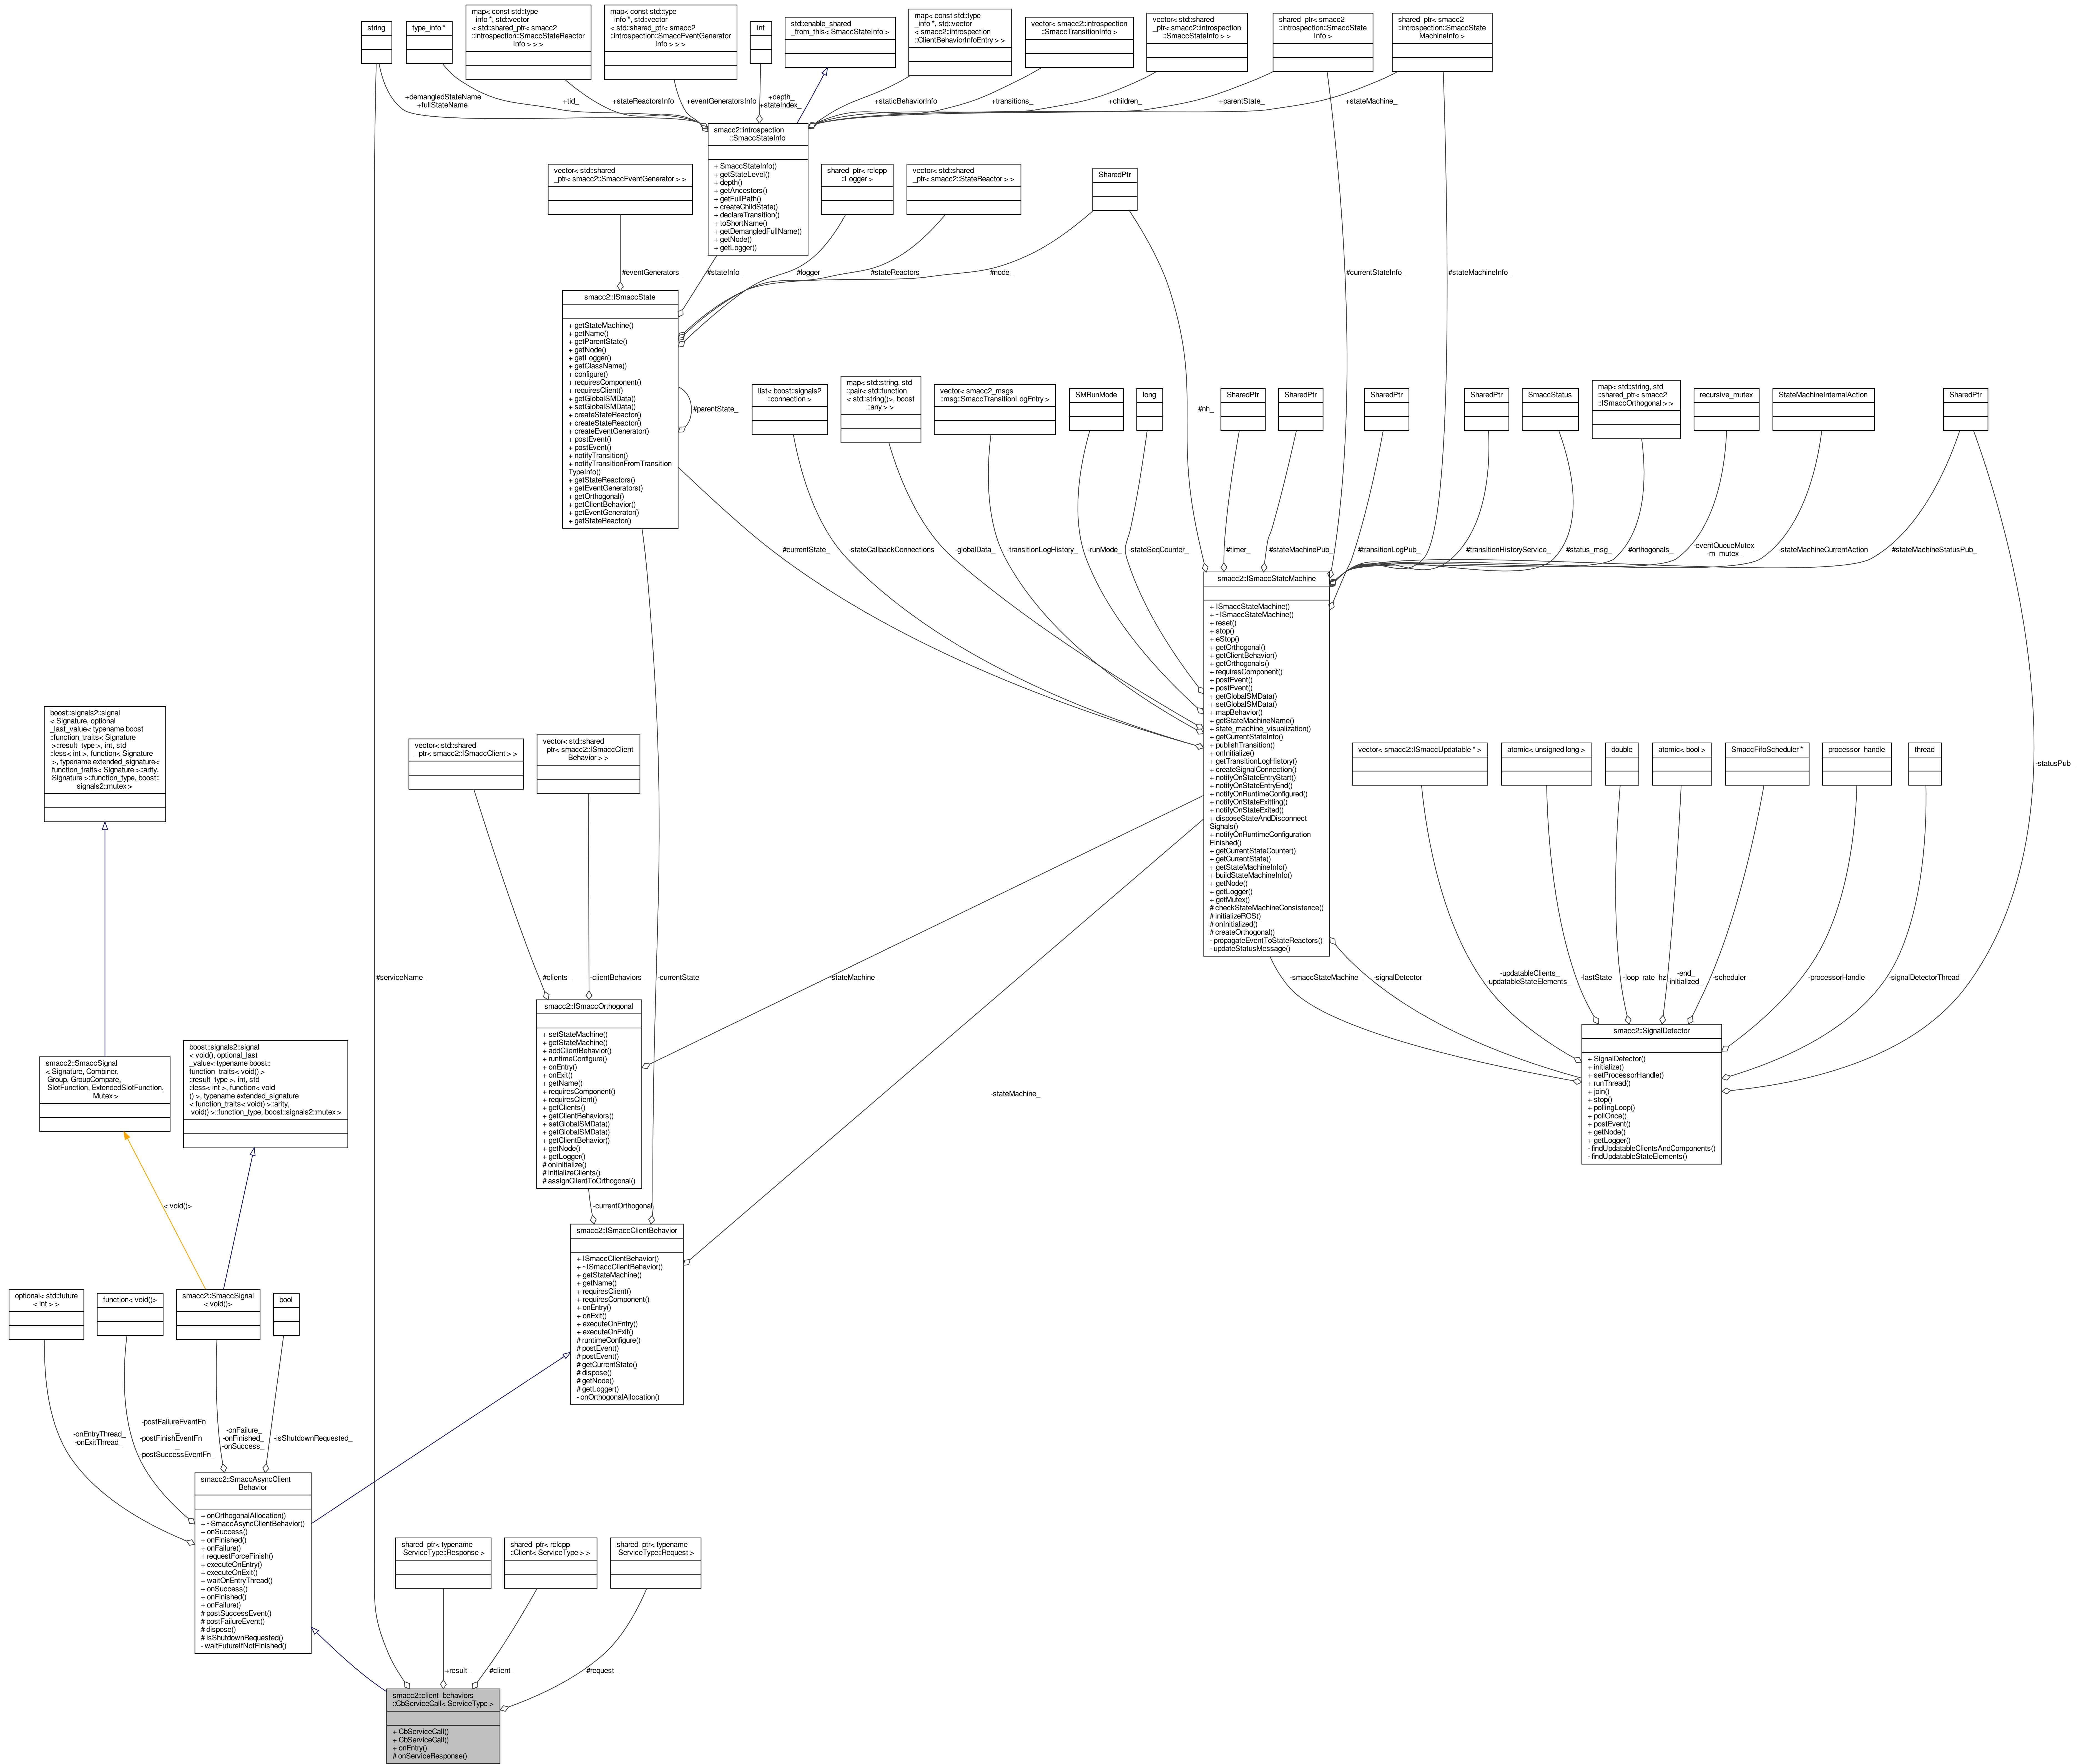 string
type_info *
map< const std::type
_info *, std::vector
< std::shared_ptr< smacc2
::introspection::SmaccStateReactor
Info > > >
map< const std::type
_info *, std::vector
< std::shared_ptr< smacc2
::introspection::SmaccEventGenerator
Info > > >
int
std::enable_shared
_from_this< SmaccStateInfo >
map< const std::type
_info *, std::vector
< smacc2::introspection
::ClientBehaviorInfoEntry > >
vector< smacc2::introspection
::SmaccTransitionInfo >
vector< std::shared
_ptr< smacc2::introspection
::SmaccStateInfo > >
shared_ptr< smacc2
::introspection::SmaccState
Info >
shared_ptr< smacc2
::introspection::SmaccState
MachineInfo >
+demangledStateName
+fullStateName
+tid_
+stateReactorsInfo
+eventGeneratorsInfo
+depth_
+stateIndex_
+staticBehaviorInfo
+transitions_
+children_
+parentState_
+stateMachine_
smacc2::introspection
::SmaccStateInfo
+ SmaccStateInfo()
+ getStateLevel()
+ depth()
+ getAncestors()
+ getFullPath()
+ createChildState()
+ declareTransition()
+ toShortName()
+ getDemangledFullName()
+ getNode()
+ getLogger()
vector< std::shared
_ptr< smacc2::SmaccEventGenerator > >
shared_ptr< rclcpp
::Logger >
vector< std::shared
_ptr< smacc2::StateReactor > >
SharedPtr
#eventGenerators_
#stateInfo_
#logger_
#stateReactors_
#node_
#currentStateInfo_
#stateMachineInfo_
smacc2::ISmaccState
+ getStateMachine()
+ getName()
+ getParentState()
+ getNode()
+ getLogger()
+ getClassName()
+ configure()
+ requiresComponent()
+ requiresClient()
+ getGlobalSMData()
+ setGlobalSMData()
+ createStateReactor()
+ createStateReactor()
+ createEventGenerator()
+ postEvent()
+ postEvent()
+ notifyTransition()
+ notifyTransitionFromTransition
TypeInfo()
+ getStateReactors()
+ getEventGenerators()
+ getOrthogonal()
+ getClientBehavior()
+ getEventGenerator()
+ getStateReactor()
#parentState_
list< boost::signals2
::connection >
map< std::string, std
::pair< std::function
< std::string()>, boost
::any > >
vector< smacc2_msgs
::msg::SmaccTransitionLogEntry >
SMRunMode
long
#nh_
SharedPtr
SharedPtr
SharedPtr
SharedPtr
SmaccStatus
map< std::string, std
::shared_ptr< smacc2
::ISmaccOrthogonal > >
recursive_mutex
StateMachineInternalAction
SharedPtr
#currentState_
-stateCallbackConnections
-globalData_
-transitionLogHistory_
-runMode_
-stateSeqCounter_
#timer_
#stateMachinePub_
#transitionLogPub_
#transitionHistoryService_
#status_msg_
#orthogonals_
-eventQueueMutex_
-m_mutex_
-stateMachineCurrentAction
#stateMachineStatusPub_
smacc2::ISmaccStateMachine
+ ISmaccStateMachine()
+ ~ISmaccStateMachine()
+ reset()
+ stop()
+ eStop()
+ getOrthogonal()
+ getClientBehavior()
+ getOrthogonals()
+ requiresComponent()
+ postEvent()
+ postEvent()
+ getGlobalSMData()
+ setGlobalSMData()
+ mapBehavior()
+ getStateMachineName()
+ state_machine_visualization()
+ getCurrentStateInfo()
+ publishTransition()
+ onInitialize()
+ getTransitionLogHistory()
+ createSignalConnection()
+ notifyOnStateEntryStart()
+ notifyOnStateEntryEnd()
+ notifyOnRuntimeConfigured()
+ notifyOnStateExitting()
+ notifyOnStateExited()
+ disposeStateAndDisconnect
Signals()
+ notifyOnRuntimeConfiguration
Finished()
+ getCurrentStateCounter()
+ getCurrentState()
+ getStateMachineInfo()
+ buildStateMachineInfo()
+ getNode()
+ getLogger()
+ getMutex()
# checkStateMachineConsistence()
# initializeROS()
# onInitialized()
# createOrthogonal()
- propagateEventToStateReactors()
- updateStatusMessage()
boost::signals2::signal
< Signature, optional
_last_value< typename boost
::function_traits< Signature
>::result_type >, int, std
::less< int >, function< Signature
>, typename extended_signature<
function_traits< Signature >::arity,
Signature >::function_type, boost::
signals2::mutex >
vector< std::shared
_ptr< smacc2::ISmaccClient > >
vector< std::shared
_ptr< smacc2::ISmaccClient
Behavior > >
vector< smacc2::ISmaccUpdatable * >
atomic< unsigned long >
double
atomic< bool >
SmaccFifoScheduler *
processor_handle
thread
-statusPub_
#serviceName_
#clients_
-clientBehaviors_
-currentState
-stateMachine_
-smaccStateMachine_
-signalDetector_
-updatableClients_
-updatableStateElements_
-lastState_
-loop_rate_hz
-end_
-initialized_
-scheduler_
-processorHandle_
-signalDetectorThread_
smacc2::ISmaccOrthogonal
+ setStateMachine()
+ getStateMachine()
+ addClientBehavior()
+ runtimeConfigure()
+ onEntry()
+ onExit()
+ getName()
+ requiresComponent()
+ requiresClient()
+ getClients()
+ getClientBehaviors()
+ setGlobalSMData()
+ getGlobalSMData()
+ getClientBehavior()
+ getNode()
+ getLogger()
# onInitialize()
# initializeClients()
# assignClientToOrthogonal()
smacc2::SignalDetector
+ SignalDetector()
+ initialize()
+ setProcessorHandle()
+ runThread()
+ join()
+ stop()
+ pollingLoop()
+ pollOnce()
+ postEvent()
+ getNode()
+ getLogger()
- findUpdatableClientsAndComponents()
- findUpdatableStateElements()
smacc2::SmaccSignal
< Signature, Combiner,
Group, GroupCompare,
SlotFunction, ExtendedSlotFunction,
Mutex >
boost::signals2::signal
< void(), optional_last
_value< typename boost::
function_traits< void() >
::result_type >, int, std
::less< int >, function< void
() >, typename extended_signature
< function_traits< void() >::arity,
void() >::function_type, boost::signals2::mutex >
-stateMachine_
< void()>
-currentOrthogonal
smacc2::ISmaccClientBehavior
+ ISmaccClientBehavior()
+ ~ISmaccClientBehavior()
+ getStateMachine()
+ getName()
+ requiresClient()
+ requiresComponent()
+ onEntry()
+ onExit()
+ executeOnEntry()
+ executeOnExit()
# runtimeConfigure()
# postEvent()
# postEvent()
# getCurrentState()
# dispose()
# getNode()
# getLogger()
- onOrthogonalAllocation()
optional< std::future
< int > >
function< void()>
smacc2::SmaccSignal
< void()>
bool
-onEntryThread_
-onExitThread_
-postFailureEventFn
_
-postFinishEventFn
_
-postSuccessEventFn_
-onFailure_
-onFinished_
-onSuccess_
-isShutdownRequested_
smacc2::SmaccAsyncClient
Behavior
+ onOrthogonalAllocation()
+ ~SmaccAsyncClientBehavior()
+ onSuccess()
+ onFinished()
+ onFailure()
+ requestForceFinish()
+ executeOnEntry()
+ executeOnExit()
+ waitOnEntryThread()
+ onSuccess()
+ onFinished()
+ onFailure()
# postSuccessEvent()
# postFailureEvent()
# dispose()
# isShutdownRequested()
- waitFutureIfNotFinished()
shared_ptr< typename
ServiceType::Response >
shared_ptr< rclcpp
::Client< ServiceType > >
shared_ptr< typename
ServiceType::Request >
+result_
#client_
#request_
smacc2::client_behaviors
::CbServiceCall< ServiceType >
+ CbServiceCall()
+ CbServiceCall()
+ onEntry()
# onServiceResponse()